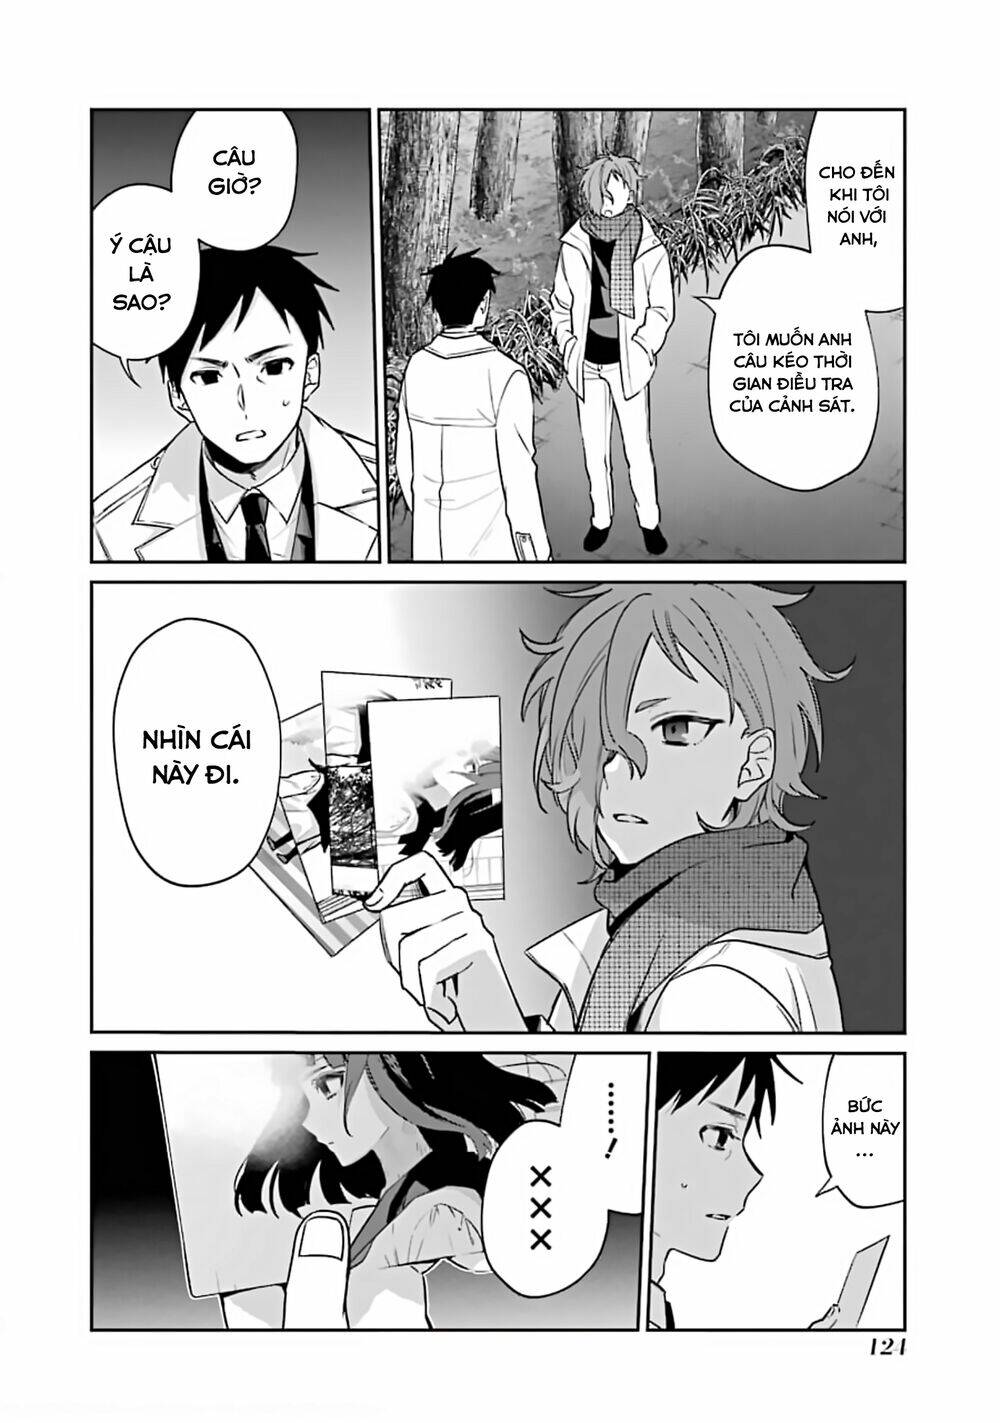 CHO ĐẾN
KHI TÔI
NÓI VỚI
ANH,
TÔI MUỐN ANH
CÂU KÉO THỜI
GIAN ĐIỀU TRA
CỦA CẢNH SÁT.
CÂU
GIỜ?
Ý CẬU
LÀ
SAO?
NHÌN CÁI
NÀY ĐI.
BỨC
ẢNH NÀY
...
......!
×××
124